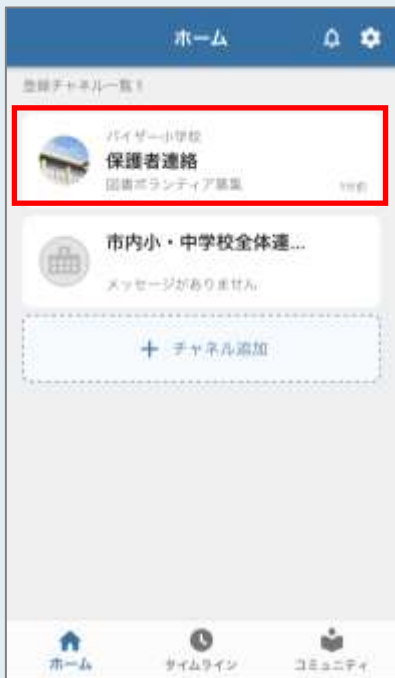 ホーム
登録チャネル一覧
バイザー小学校
保護者連絡
図書ボランティア募集
1分前
市内小・中学校全体連...
メッセージがありません
＋ チャネル追加
ホーム
タイムライン
コミュニティ